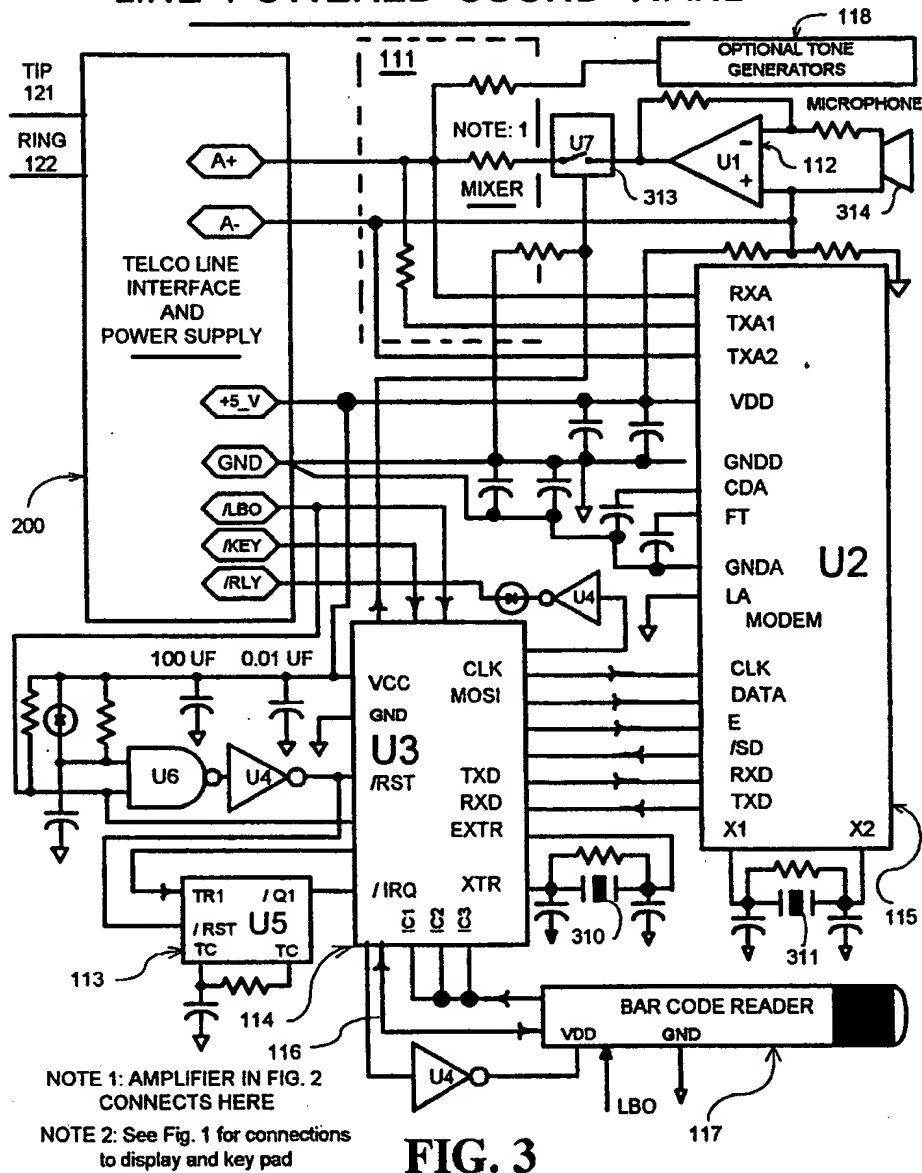 118
OPTIONAL TONE
GENERATORS
TIP
121
RING
122
111
NOTE: 1
MIXER
U7
313
U1
-
+
112
MICROPHONE
314
A+
A-
TELCO LINE
INTERFACE
AND
POWER SUPPLY
+5_V
GND
/LBO
/KEY
/RLY
200
RXA
TXA1
TXA2
VDD
GNDD
CDA
FT
GNDA
LA
U2
MODEM
CLK
DATA
E
/SD
RXD
TXD
X1
X2
115
311
U4
100 UF
0.01 UF
U6
U4
VCC
GND
U3
/RST
/IRQ
CLK
MOSI
TXD
RXD
EXTR
XTR
IC1
IC2
IC3
310
TR1
/Q1
/RST
U5
TC
TC
113
114
116
U4
BAR CODE READER
VDD
GND
LBO
117
NOTE 1: AMPLIFIER IN FIG. 2
CONNECTS HERE
NOTE 2: See Fig. 1 for connections
to display and key pad
FIG. 3